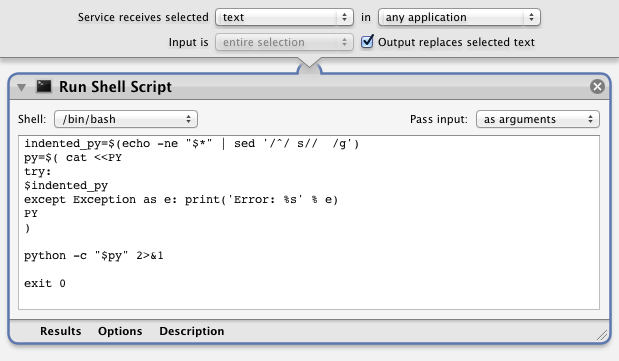 Service receives selected text in any application
Input is entire selection Output replaces selected text
Run Shell Script
Shell: /bin/bash Pass input: as arguments
indented_py=$(echo -ne "$*" | sed '/^/ s//  /g')
py=$( cat <<PY
try:
$indented_py
except Exception as e: print('Error: %s' % e)
PY
)
python -c "$py" 2>&1
exit 0
Results Options Description